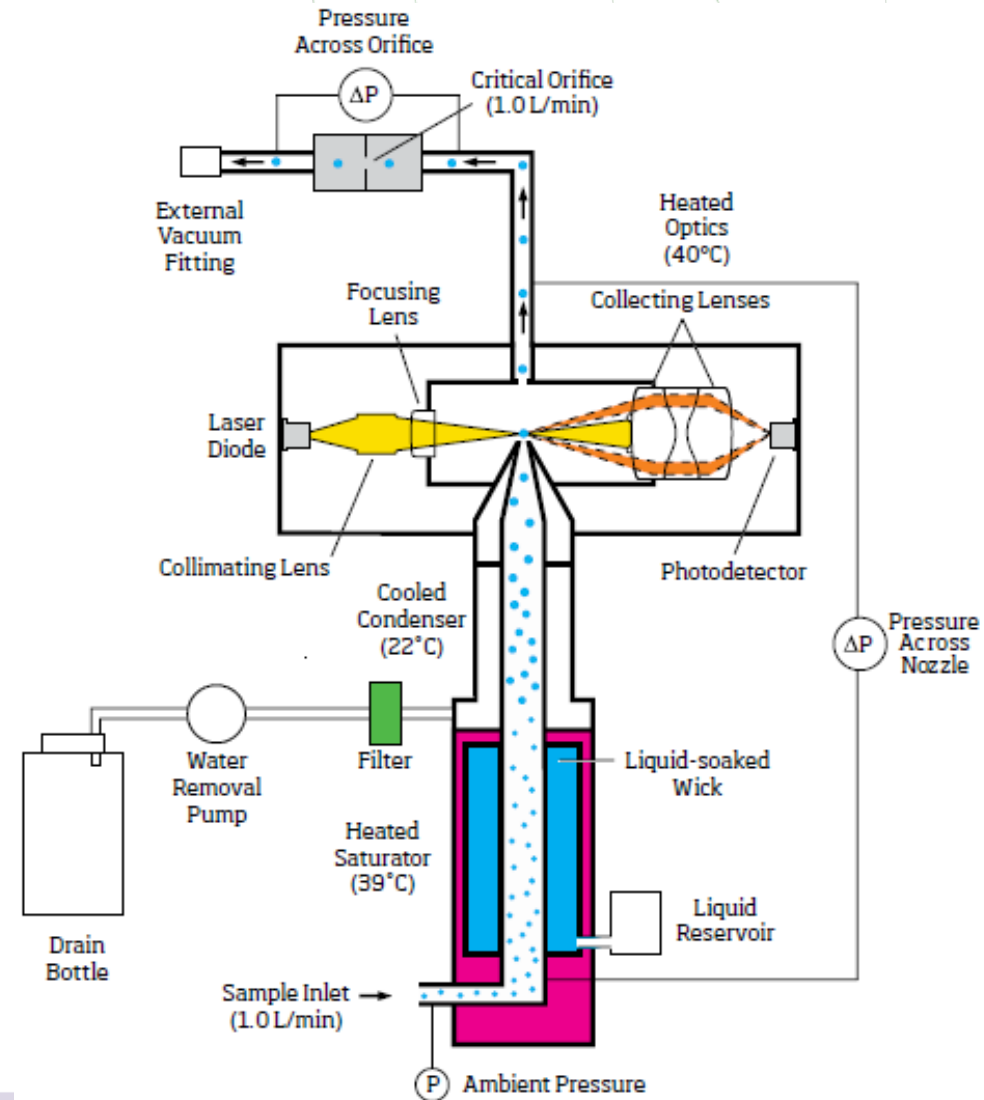 Pressure
Across Orifice
ΔP
Critical Orifice
(1.0 L/min)
External
Vacuum
Fitting
Heated
Optics
(40°C)
Focusing
Lens
Collecting Lenses
Laser
Diode
Collimating Lens
Photodetector
Cooled
Condenser
(22°C)
ΔP
Pressure
Across
Nozzle
Water
Removal
Pump
Filter
Liquid-soaked
Wick
Heated
Saturator
(39°C)
Drain
Bottle
Liquid
Reservoir
Sample Inlet
(1.0 L/min)
P
Ambient Pressure